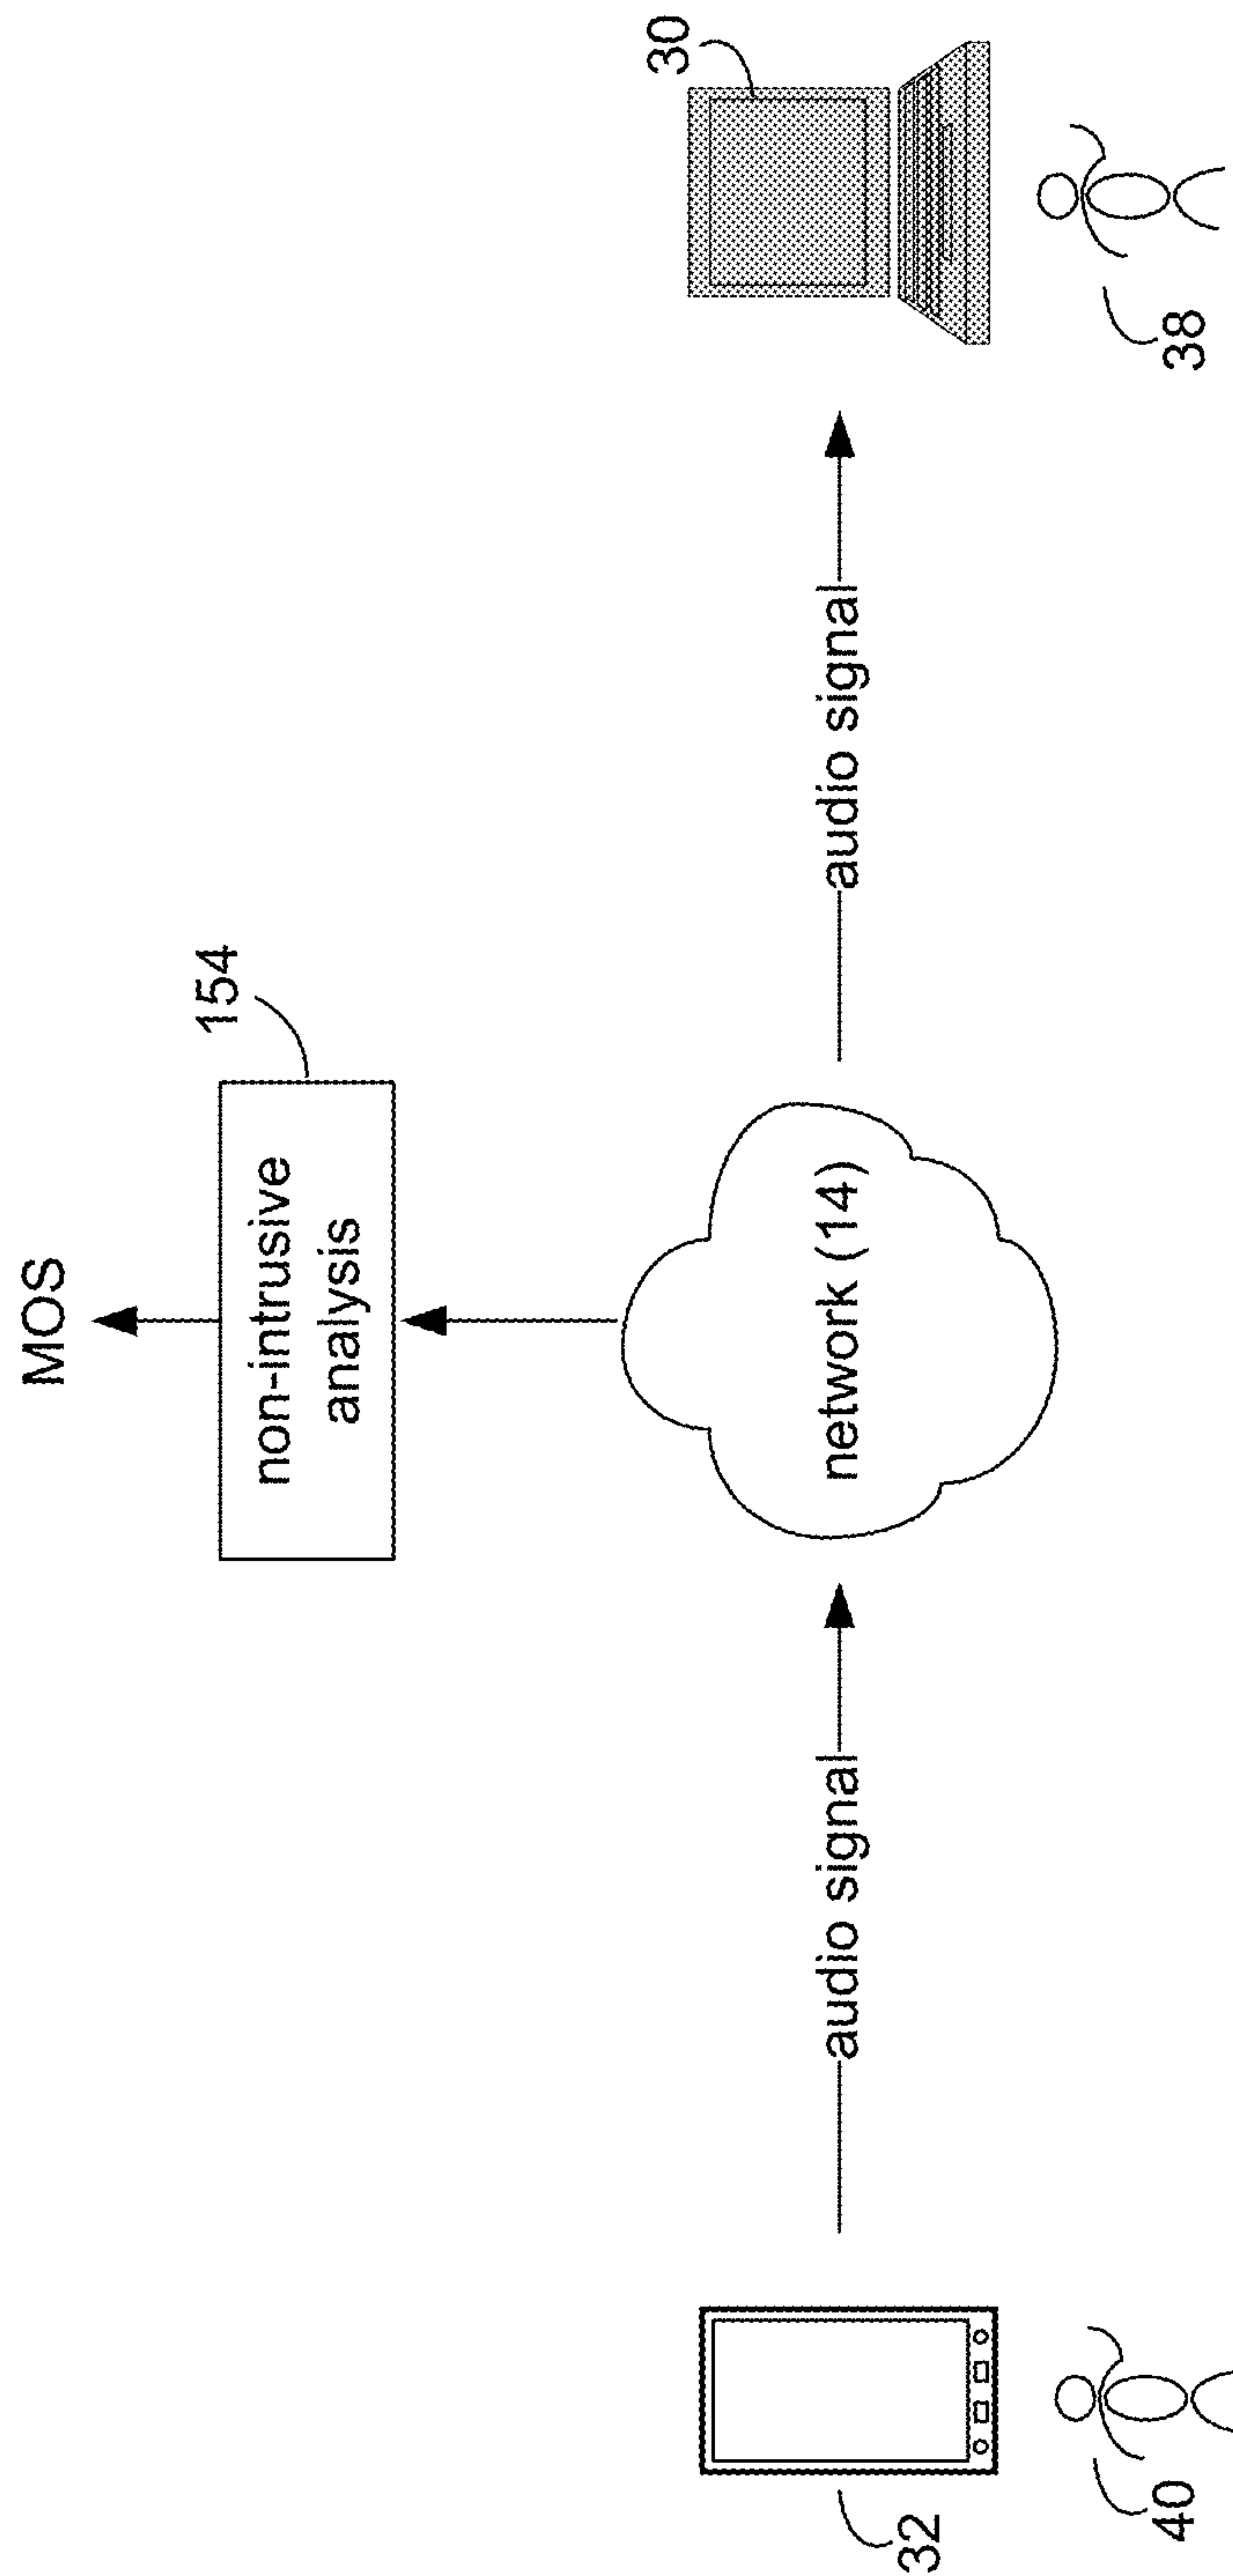 MOS
154
non-intrusive
analysis
30
audio signal
network (14)
audio signal
32
40
38